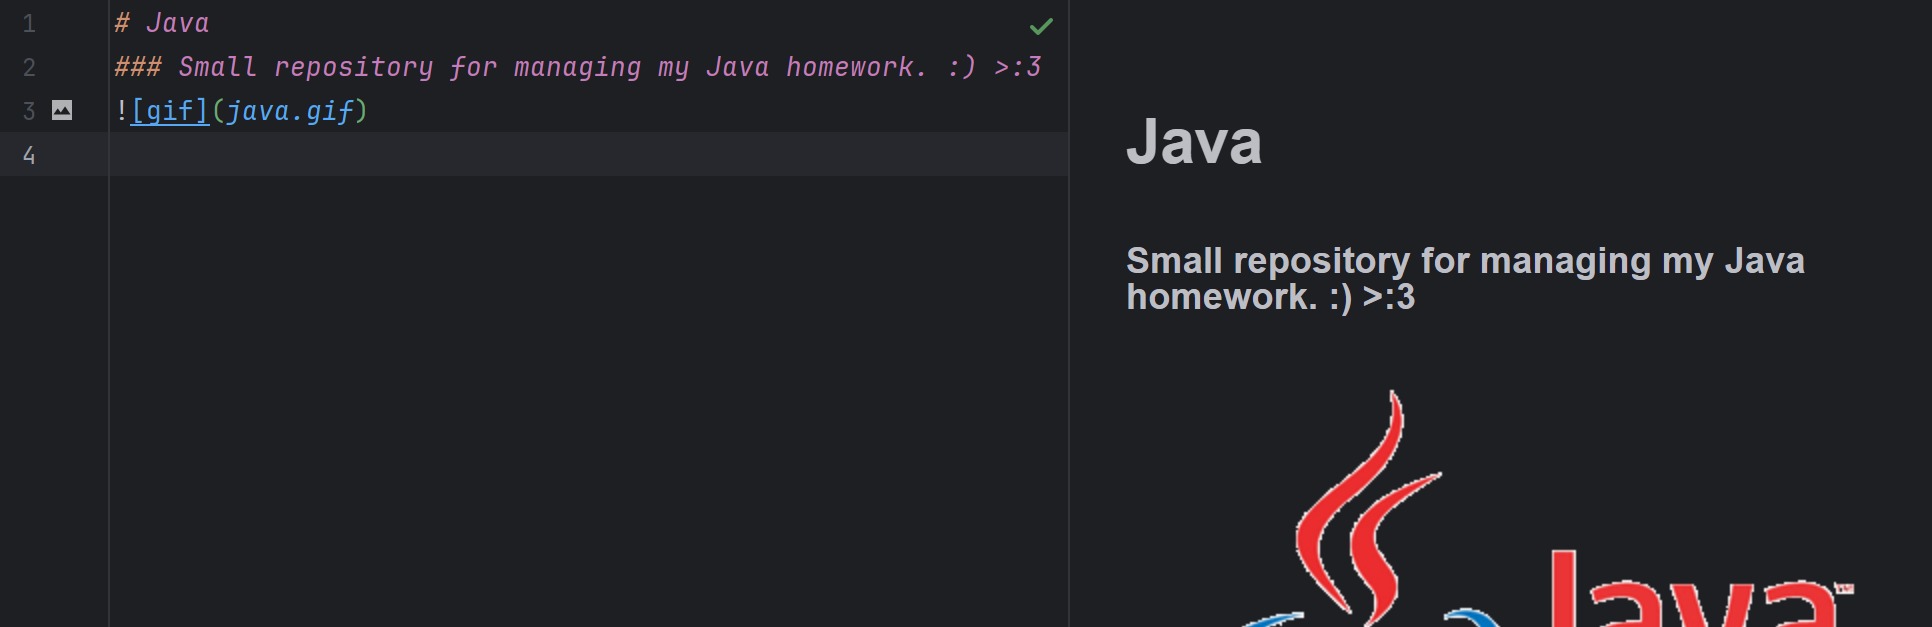 1 # Java
2 ### Small repository for managing my Java homework. :) >:3
3 ![gif](java.gif)
4
Java
Small repository for managing my Java
homework. :) >:3
Java™